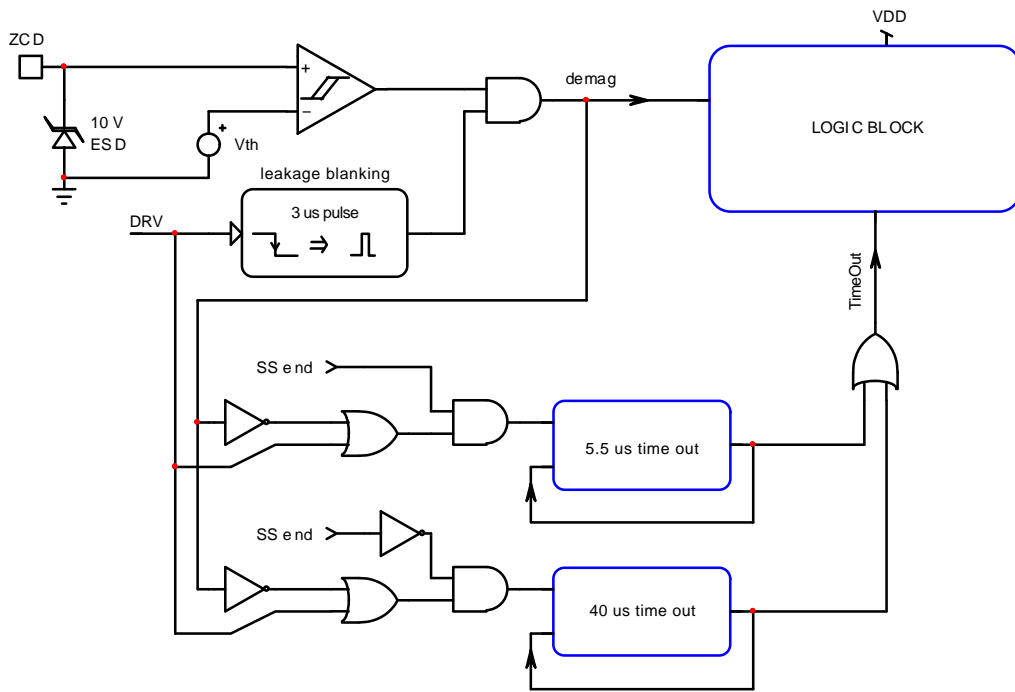 VDD
ZCD
+
demag
10 V
ESD
–
+
Vth
LOGIC BLOCK
leakage blanking
3 us pulse
⇒
DRV
TimeOut
SS end
5.5 us time out
SS end
40 us time out